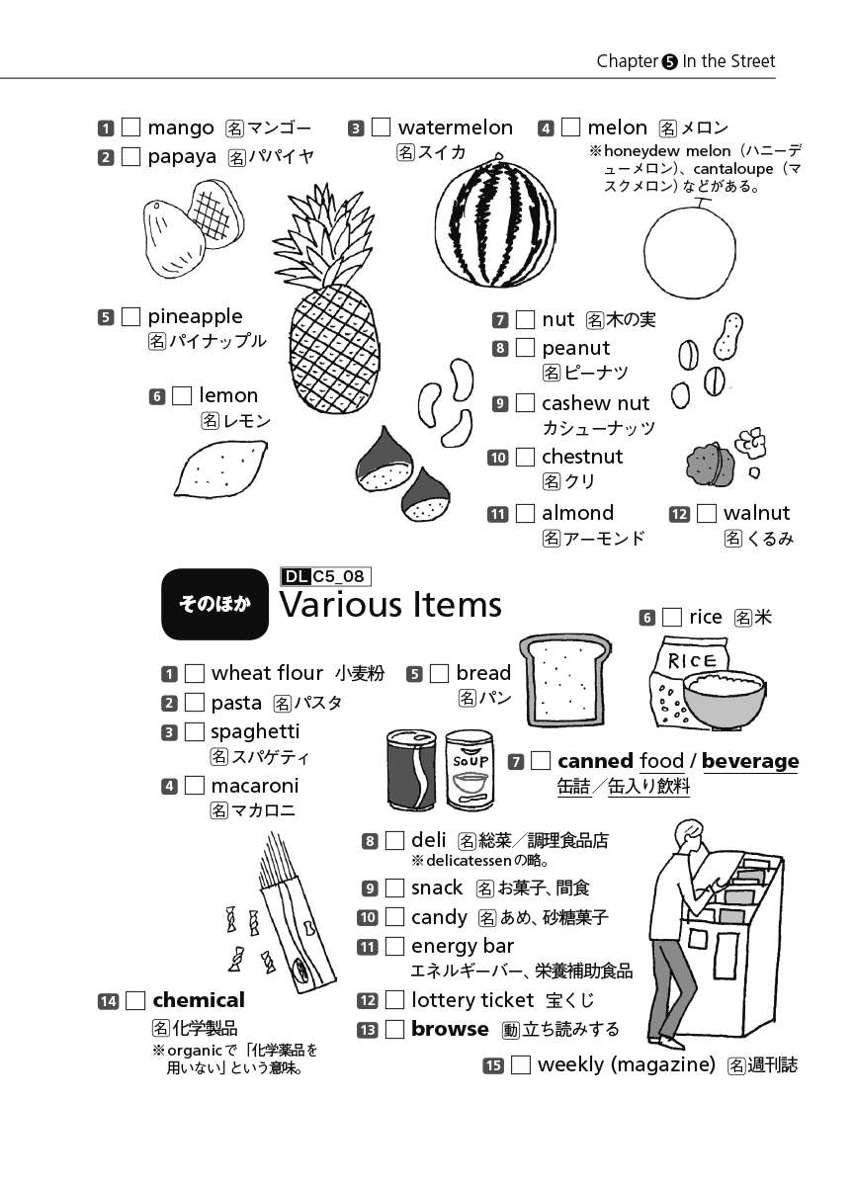 Chapter❺In the Street
1 □ mango 名マンゴー
2 □ papaya 名パパイヤ
3 □ watermelon
名スイカ
4 □ melon 名メロン
※honeydew melon（ハニーデ
ューメロン）、cantaloupe（マ
スクメロン）などがある。
5 □ pineapple
名パイナップル
6 □ lemon
名レモン
7 □ nut 名木の実
8 □ peanut
名ピーナツ
9 □ cashew nut
カシューナッツ
10 □ chestnut
名クリ
11 □ almond
名アーモンド
12 □ walnut
名くるみ
そのほか
DL C5_08
Various Items
1 □ wheat flour 小麦粉
2 □ pasta 名パスタ
3 □ spaghetti
名スパゲティ
4 □ macaroni
名マカロニ
5 □ bread
名パン
6 □ rice 名米
RICE
SOUP
7 □ canned food / beverage
缶詰／缶入り飲料
8 □ deli 名総菜／調理食品店
※delicatessenの略。
9 □ snack 名お菓子、間食
10 □ candy 名あめ、砂糖菓子
11 □ energy bar
エネルギーバー、栄養補助食品
12 □ lottery ticket 宝くじ
13 □ browse 動立ち読みする
14 □ chemical
名化学製品
※organicで「化学薬品を
用いない」という意味。
15 □ weekly (magazine) 名週刊誌